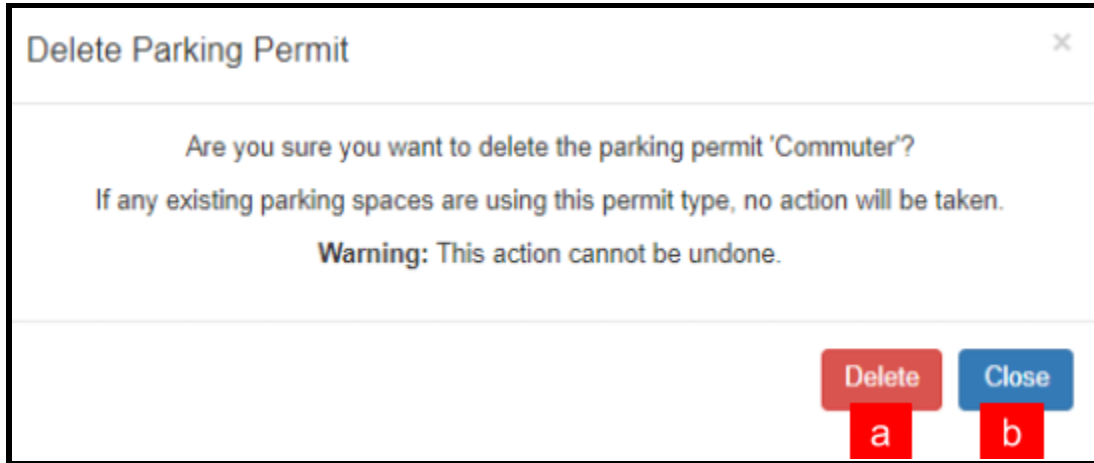 Delete Parking Permit ×
Are you sure you want to delete the parking permit 'Commuter'?
If any existing parking spaces are using this permit type, no action will be taken.
Warning: This action cannot be undone.
Delete Close
a b